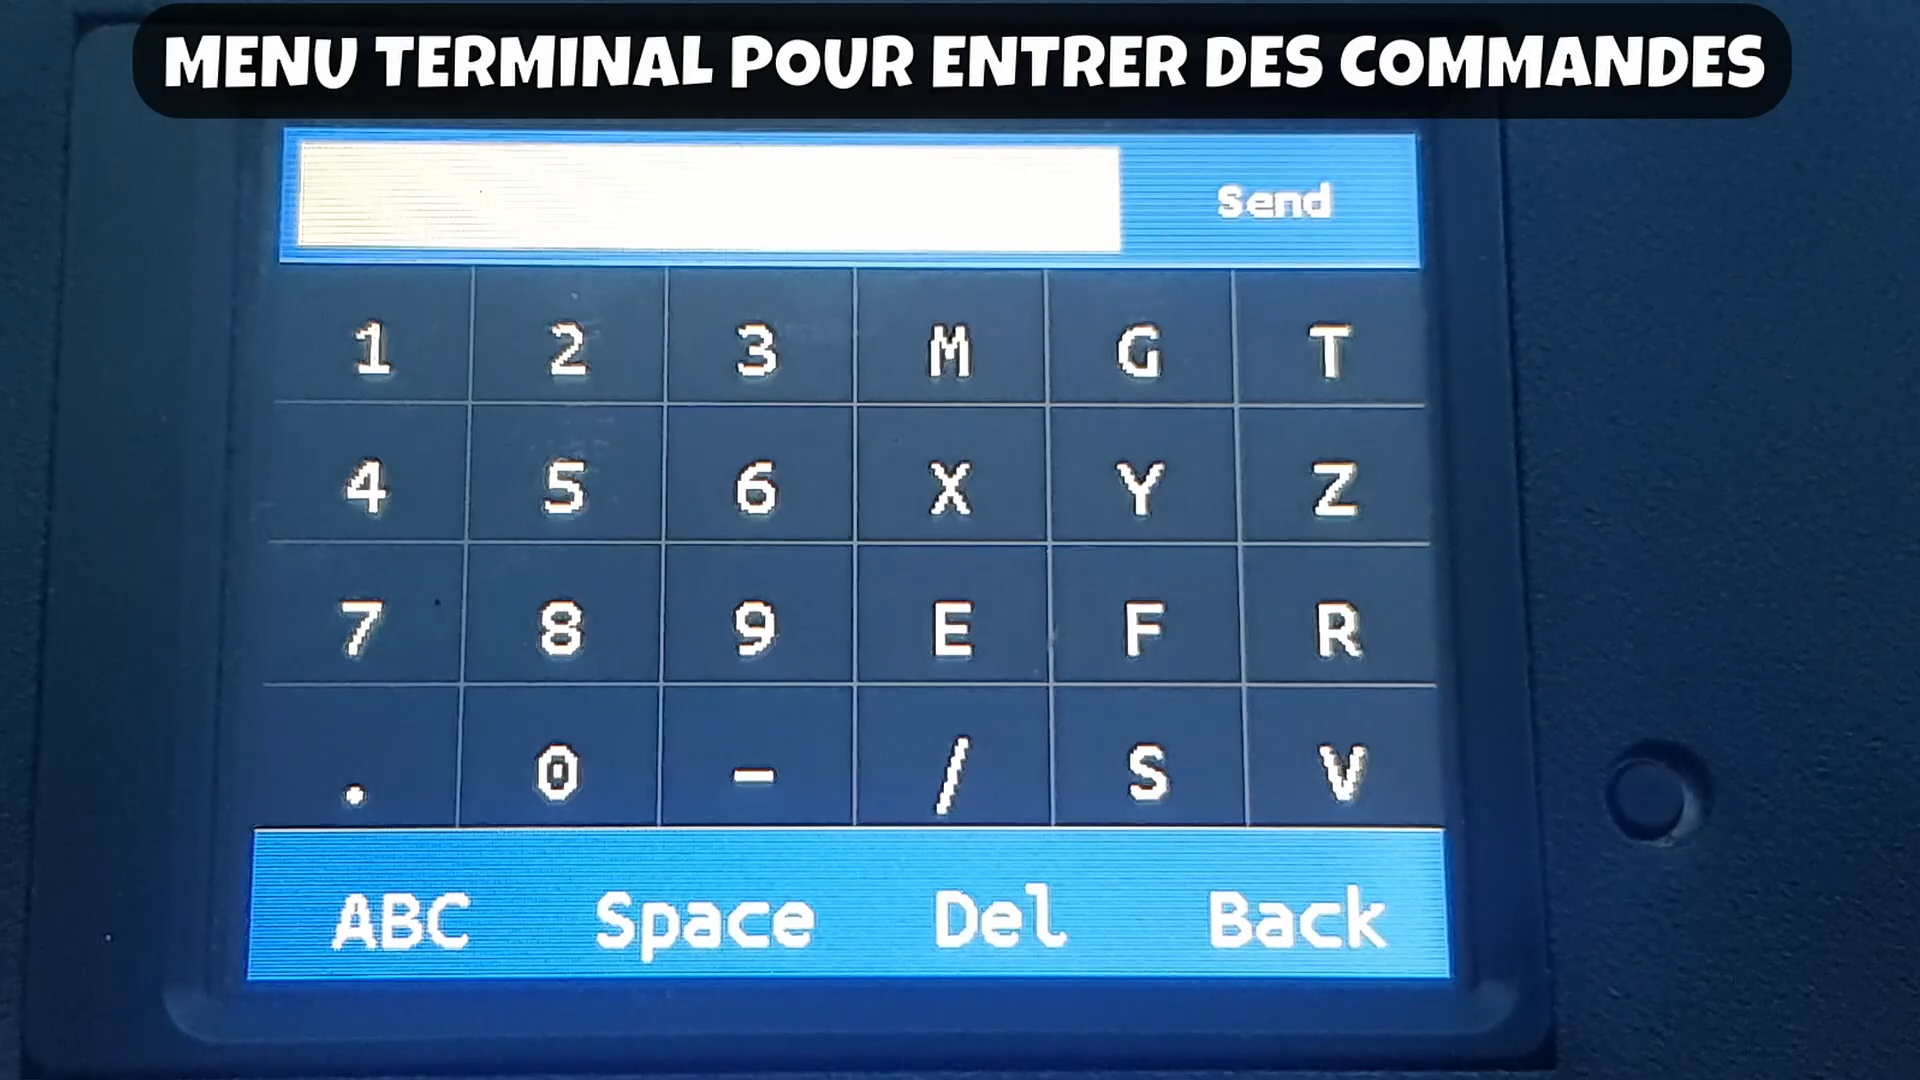 MENU TERMINAL POUR ENTRER DES COMMANDES
Send
1 2 3 M G T
4 5 6 X Y Z
7 8 9 E F R
. 0 - / S V
ABC Space Del Back